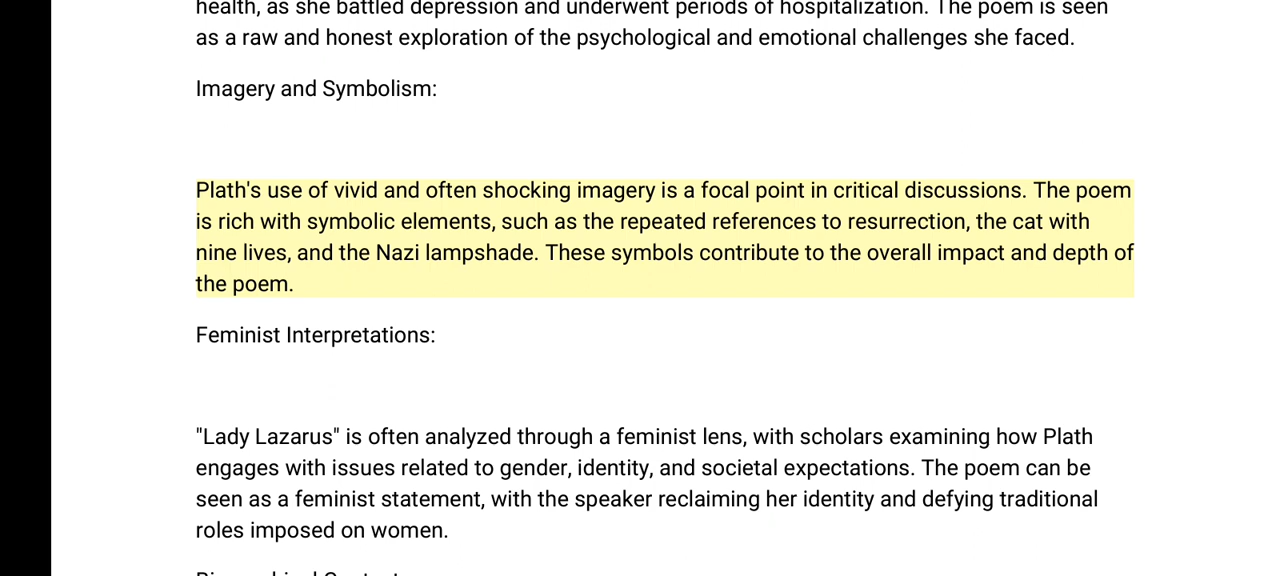 health, as she battled depression and underwent periods of hospitalization. The poem is seen
as a raw and honest exploration of the psychological and emotional challenges she faced.
Imagery and Symbolism:
Plath's use of vivid and often shocking imagery is a focal point in critical discussions. The poem
is rich with symbolic elements, such as the repeated references to resurrection, the cat with
nine lives, and the Nazi lampshade. These symbols contribute to the overall impact and depth of
the poem.
Feminist Interpretations:
"Lady Lazarus" is often analyzed through a feminist lens, with scholars examining how Plath
engages with issues related to gender, identity, and societal expectations. The poem can be
seen as a feminist statement, with the speaker reclaiming her identity and defying traditional
roles imposed on women.